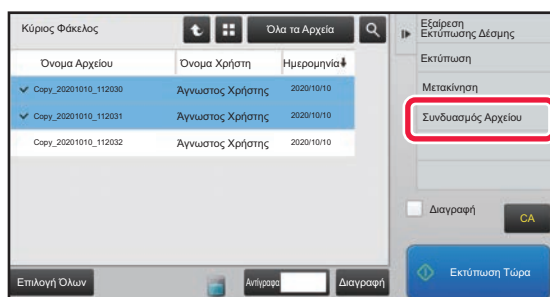 Κύριος Φάκελος
Όλα τα Αρχεία
Όνομα Αρχείου
Όνομα Χρήστη
Ημερομηνία
Copy_20201010_112030
Άγνωστος Χρήστης
2020/10/10
Copy_20201010_112031
Άγνωστος Χρήστης
2020/10/10
Copy_20201010_112032
Άγνωστος Χρήστης
2020/10/10
Επιλογή Όλων
Αντίγραφα
Διαγραφή
Εξαίρεση
Εκτύπωσης Δέσμης
Εκτύπωση
Μετακίνηση
Συνδυασμός Αρχείου
Διαγραφή
CA
Εκτύπωση Τώρα